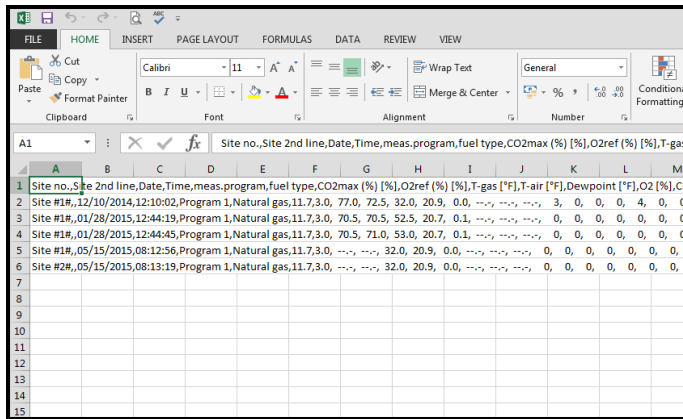 FILE HOME INSERT PAGE LAYOUT FORMULAS DATA REVIEW VIEW
Paste
Cut
Copy
Format Painter
Clipboard
Calibri 11 A A
B I U A
Font
Wrap Text
Merge & Center
Alignment
General
$ % , .0 .00 .00 .0
Number
Conditiona
Formatting
A1 fx Site no.,Site 2nd line,Date,Time,meas.program,fuel type,CO2max (%) [%],O2ref (%) [%],T-gas
A B C D E F G H I J K L M
1 Site no.,Site 2nd line,Date,Time,meas.program,fuel type,CO2max (%) [%],O2ref (%) [%],T-gas [°F],T-air [°F],Dewpoint [°F],O2 [%],C
2 Site #1#,,12/10/2014,12:10:02,Program 1,Natural gas,11.7,3.0, 77.0, 72.5, 32.0, 20.9, 0.0, --.-, --.-, --.-, 3, 0, 0, 0, 4, 0, 0
3 Site #1#,,01/28/2015,12:44:19,Program 1,Natural gas,11.7,3.0, 70.5, 70.5, 52.5, 20.7, 0.1, --.-, --.-, --.-, 0, 0, 0, 0, 0, 0, 0
4 Site #1#,,01/28/2015,12:44:45,Program 1,Natural gas,11.7,3.0, 70.5, 71.0, 53.0, 20.7, 0.1, --.-, --.-, --.-, 0, 0, 0, 0, 0, 0, 0
5 Site #1#,,05/15/2015,08:12:56,Program 1,Natural gas,11.7,3.0, --.-, --.-, 32.0, 20.9, 0.0, --.-, --.-, --.-, 0, 0, 0, 0, 0, 0, 0
6 Site #2#,,05/15/2015,08:13:19,Program 1,Natural gas,11.7,3.0, --.-, --.-, 32.0, 20.9, 0.0, --.-, --.-, --.-, 0, 0, 0, 0, 0, 0, 0
7
8
9
10
11
12
13
14
15